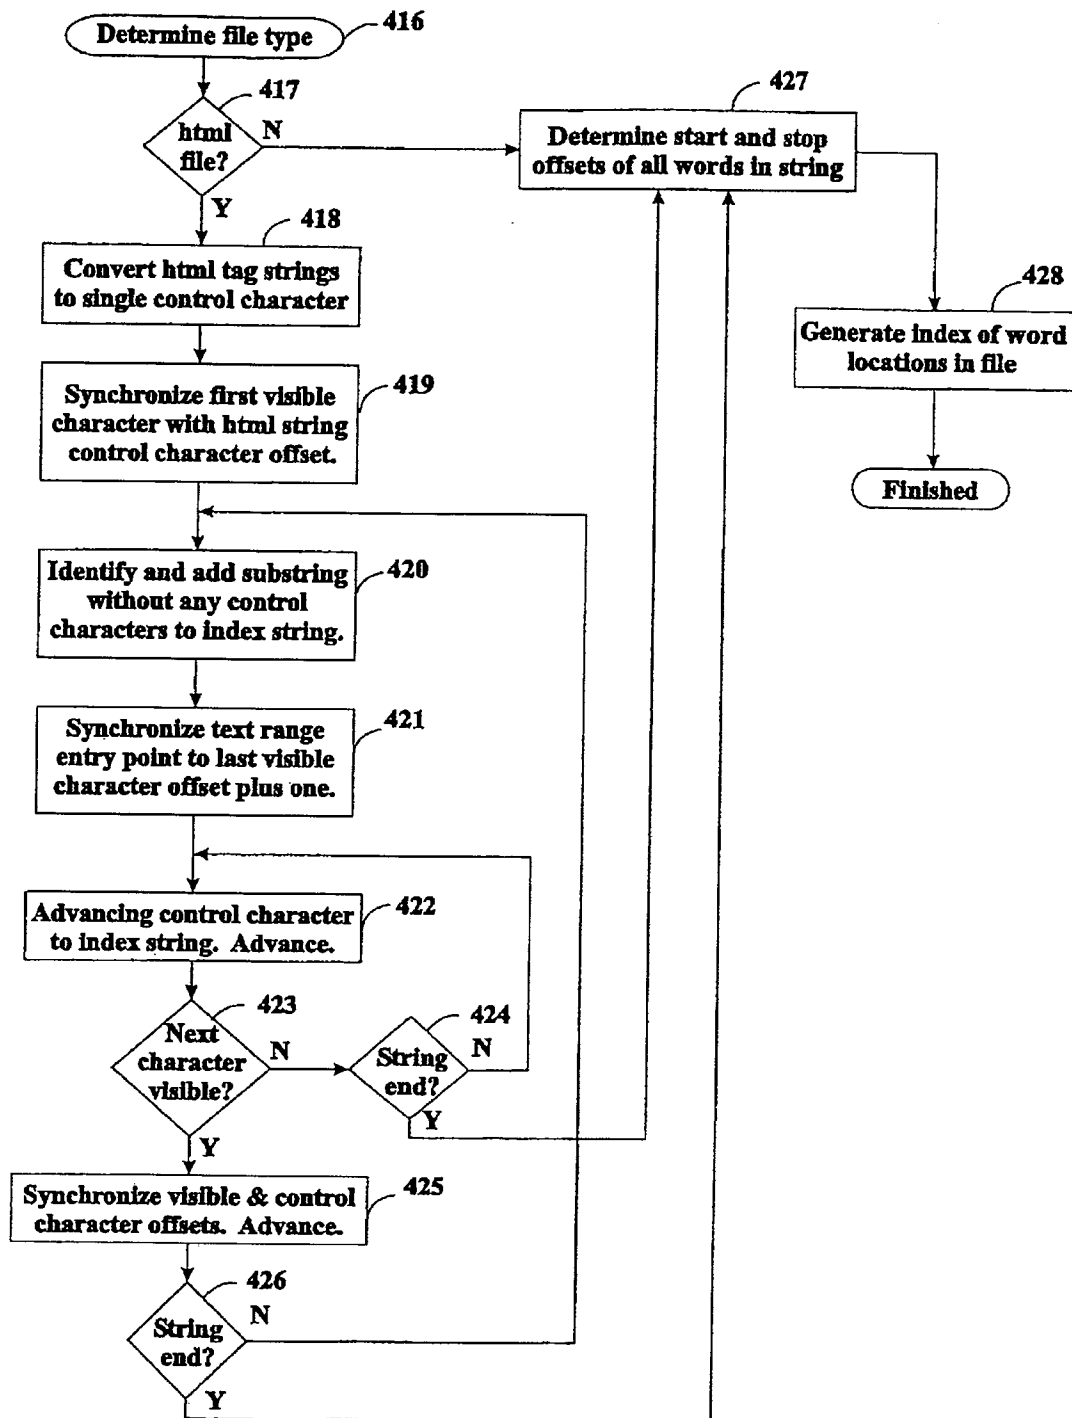 Determine file type
416
417
html
file?
N
Y
427
Determine start and stop
offsets of all words in string
418
Convert html tag strings
to single control character
428
Generate index of word
locations in file
419
Synchronize first visible
character with html string
control character offset.
Finished
420
Identify and add substring
without any control
characters to index string.
421
Synchronize text range
entry point to last visible
character offset plus one.
422
Advancing control character
to index string. Advance.
423
Next
character
visible?
N
Y
424
String
end?
N
Y
425
Synchronize visible & control
character offsets. Advance.
426
String
end?
N
Y